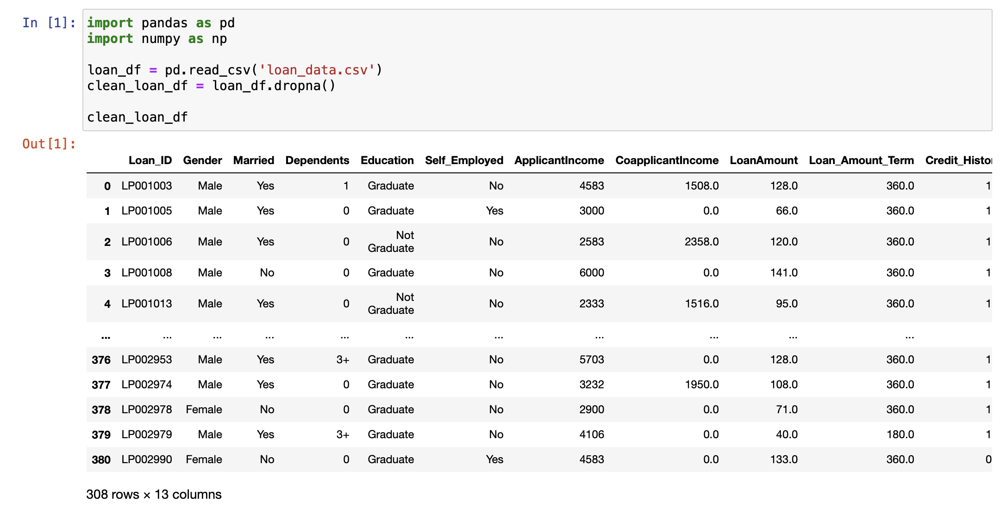 In [1]:
import pandas as pd
import numpy as np
loan_df = pd.read_csv('loan_data.csv')
clean_loan_df = loan_df.dropna()
clean_loan_df
Out[1]:
Loan_ID Gender Married Dependents Education Self_Employed ApplicantIncome CoapplicantIncome LoanAmount Loan_Amount_Term Credit_Histo
0 LP001003 Male Yes 1 Graduate No 4583 1508.0 128.0 360.0 1
1 LP001005 Male Yes 0 Graduate Yes 3000 0.0 66.0 360.0 1
2 LP001006 Male Yes 0 Not Graduate No 2583 2358.0 120.0 360.0 1
3 LP001008 Male No 0 Graduate No 6000 0.0 141.0 360.0 1
4 LP001013 Male Yes 0 Not Graduate No 2333 1516.0 95.0 360.0 1
... ... ... ... ... ... ... ... ... ... ...
376 LP002953 Male Yes 3+ Graduate No 5703 0.0 128.0 360.0 1
377 LP002974 Male Yes 0 Graduate No 3232 1950.0 108.0 360.0 1
378 LP002978 Female No 0 Graduate No 2900 0.0 71.0 360.0 1
379 LP002979 Male Yes 3+ Graduate No 4106 0.0 40.0 180.0 1
380 LP002990 Female No 0 Graduate Yes 4583 0.0 133.0 360.0 0
308 rows × 13 columns